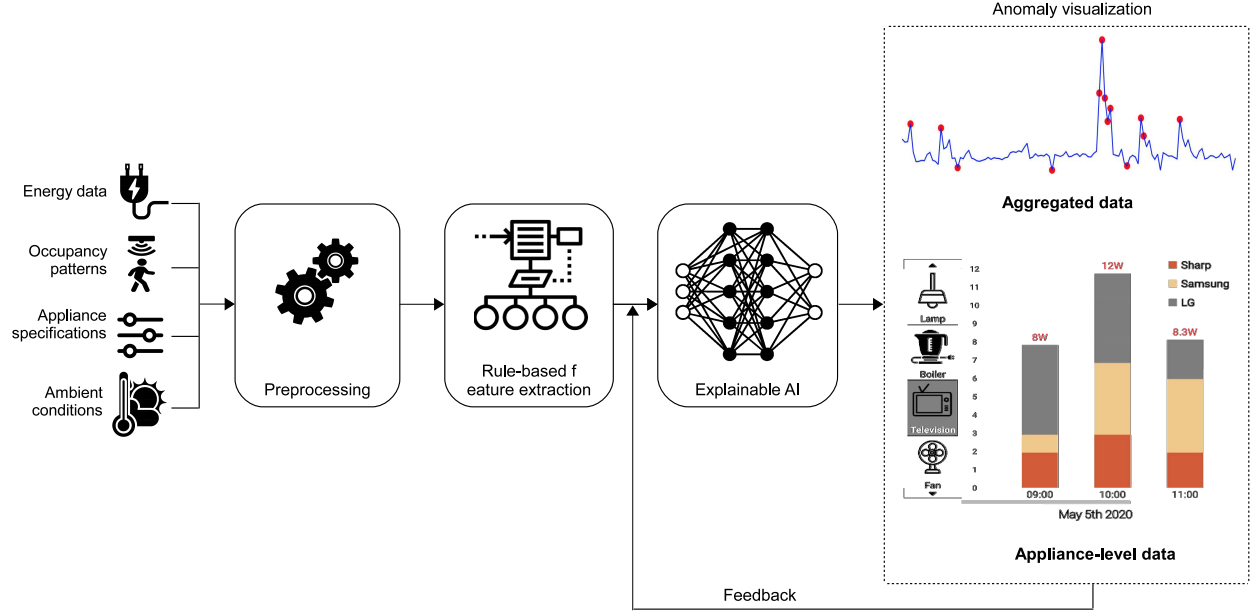 Anomaly visualization
Aggregated data
Energy data
Occupancy
patterns
Appliance
specifications
Ambient
conditions
Preprocessing
Rule-based f
eature extraction
Explainable AI
Lamp
Boiler
Television
Fan
12
11
10
9
8
7
6
5
4
3
2
1
0
8W
12W
8.3W
Sharp
Samsung
LG
09:00
10:00
11:00
May 5th 2020
Appliance-level data
Feedback